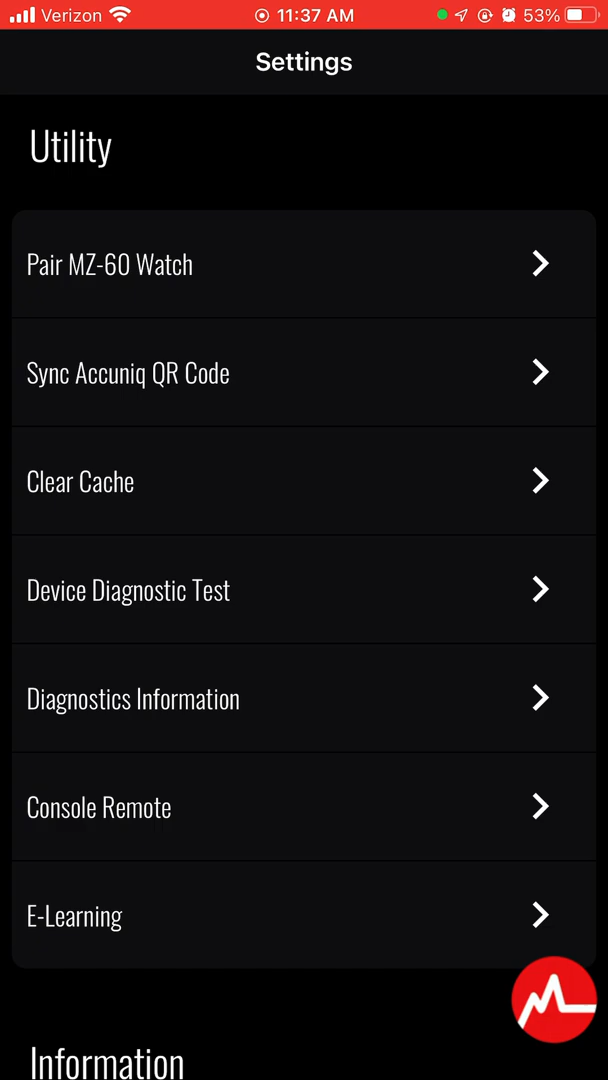 Verizon 11:37 AM 53%
Settings
Utility
Pair MZ-60 Watch
Sync Accuniq QR Code
Clear Cache
Device Diagnostic Test
Diagnostics Information
Console Remote
E-Learning
Information